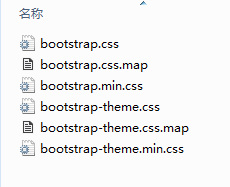 名称
bootstrap.css
bootstrap.css.map
bootstrap.min.css
bootstrap-theme.css
bootstrap-theme.css.map
bootstrap-theme.min.css